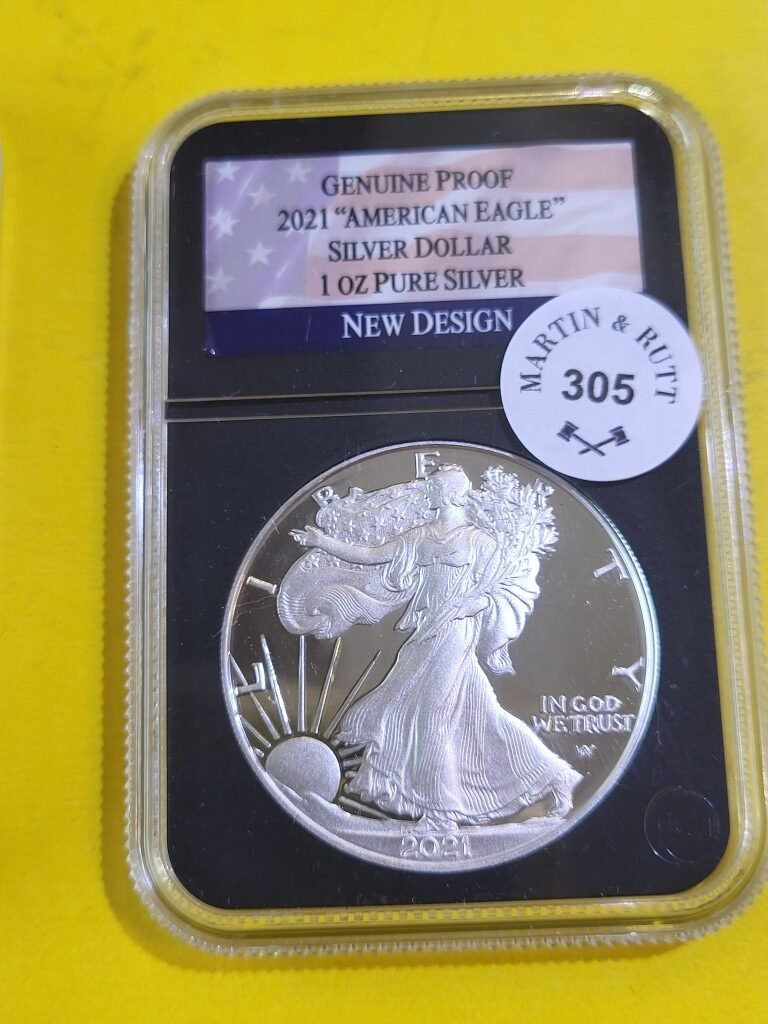 GENUINE PROOF
2021 "AMERICAN EAGLE"
SILVER DOLLAR
1 OZ PURE SILVER
NEW DESIGN
MARTIN & RUTT
305
LIBERTY
IN GOD
WE TRUST
W
2021